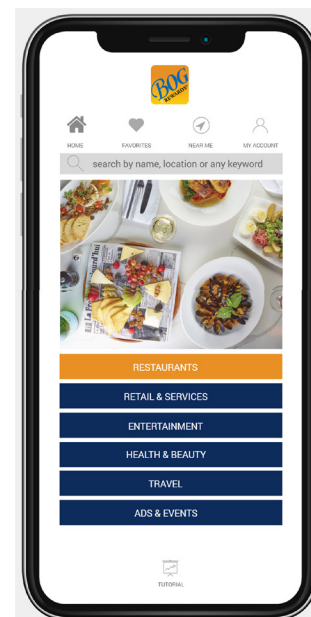 BOG
REWARDS
HOME
FAVORITES
NEAR ME
MY ACCOUNT
search by name, location or any keyword
RESTAURANTS
RETAIL & SERVICES
ENTERTAINMENT
HEALTH & BEAUTY
TRAVEL
ADS & EVENTS
TUTORIAL